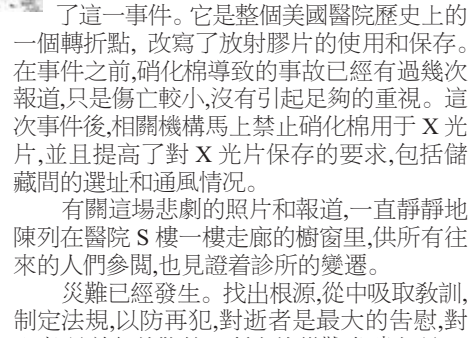 了這一事件。它是整個美國醫院歷史上的
一個轉折點, 改寫了放射膠片的使用和保存。
在事件之前,硝化棉導致的事故已經有過幾次
報道,只是傷亡較小,沒有引起足夠的重視。這
次事件後,相關機構馬上禁止硝化棉用于 X 光
片,並且提高了對 X 光片保存的要求,包括儲
藏間的選址和通風情況。
有關這場悲劇的照片和報道,一直靜靜地
陳列在醫院 S 樓一樓走廊的櫥窗里,供所有往
來的人們參閱,也見證着診所的變遷。
災難已經發生。找出根源,從中吸取教訓,
制定法規,以防再犯,對逝者是最大的告慰,對